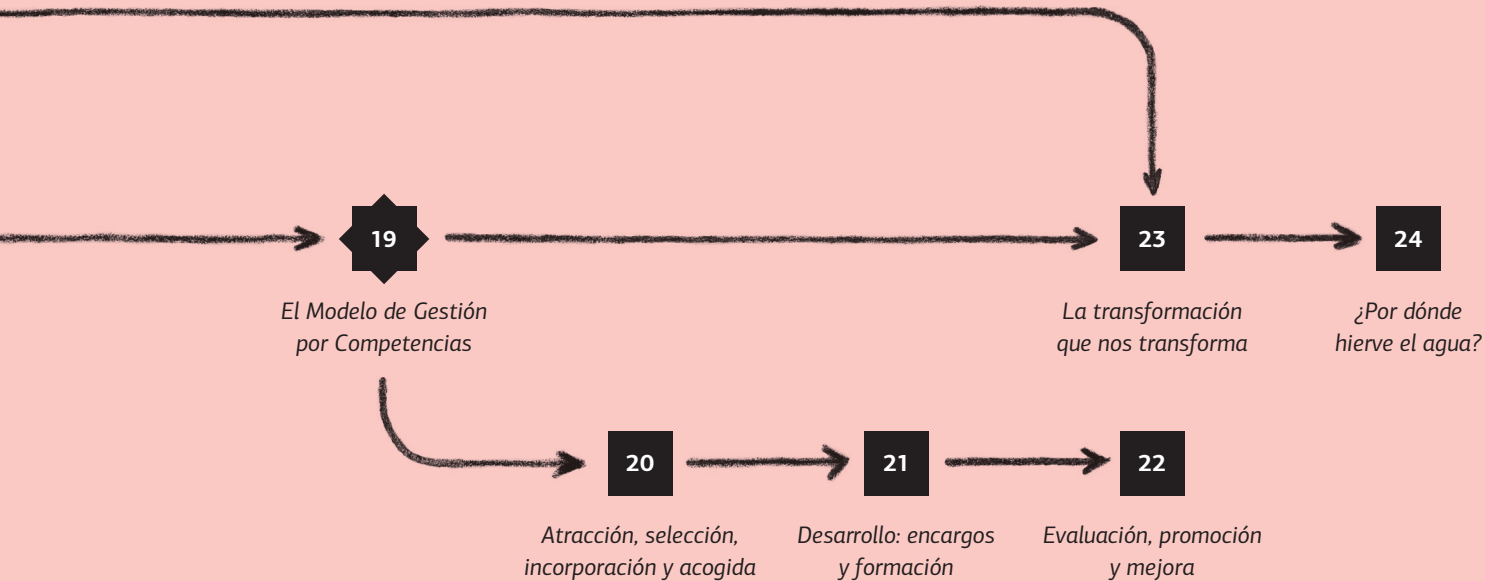 19
El Modelo de Gestión
por Competencias
23
La transformación
que nos transforma
24
¿Por dónde
hierve el agua?
20
Atracción, selección,
incorporación y acogida
21
Desarrollo: encargos
y formación
22
Evaluación, promoción
y mejora